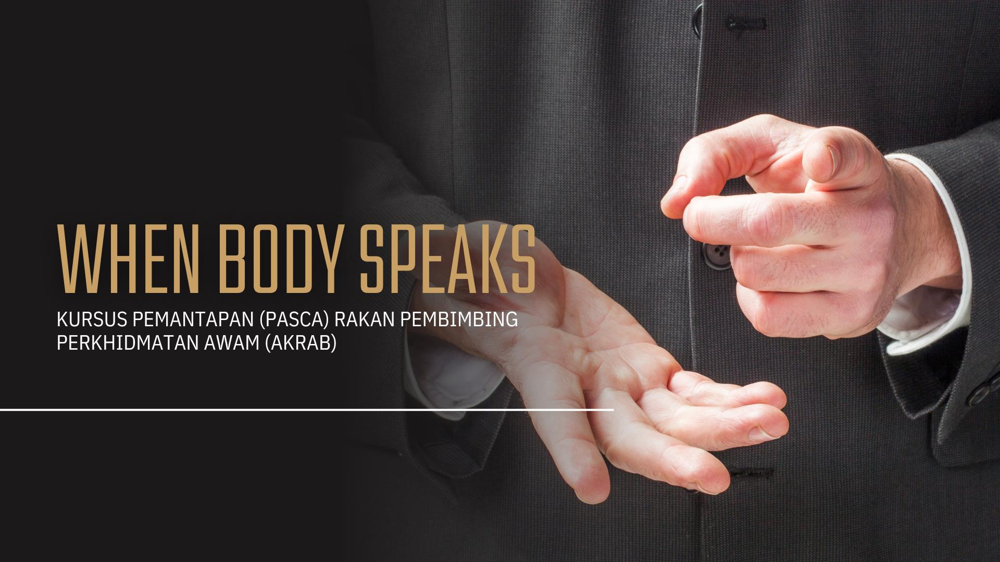 WHEN BODY SPEAKS
KURSUS PEMANTAPAN (PASCA) RAKAN PEMBIMBING
PERKHIDMATAN AWAM (AKRAB)